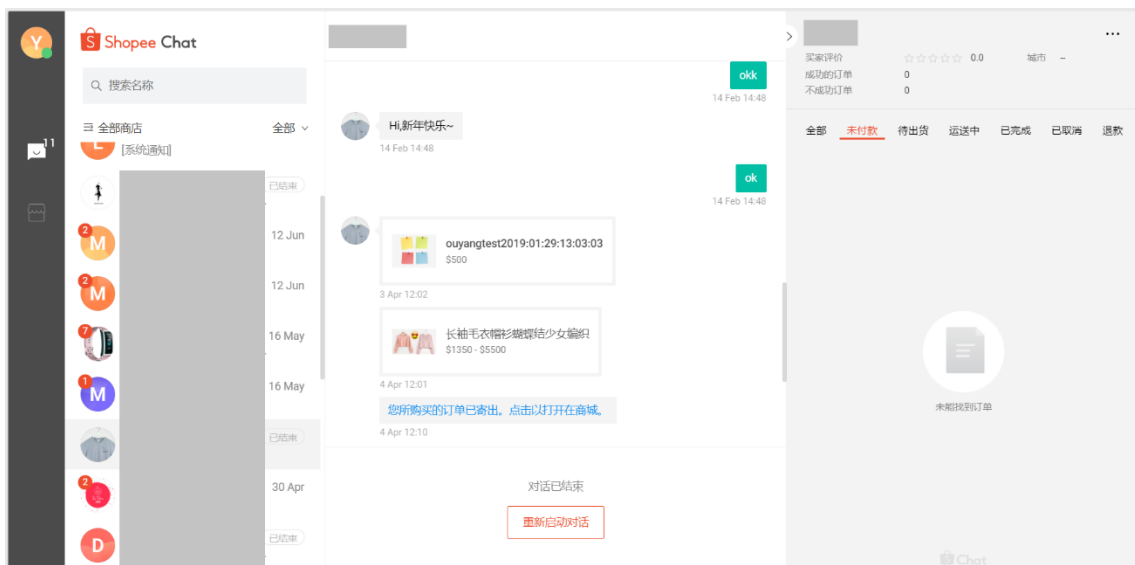 Y
Shopee Chat
搜索名称
全部商店
全部
[系统通知]
11
已结束
2
M
12 Jun
2
M
12 Jun
7
16 May
1
M
16 May
已结束
2
30 Apr
D
已结束
okk
14 Feb 14:48
Hi,新年快乐~
14 Feb 14:48
ok
14 Feb 14:48
ouyangtest2019:01:29:13:03:03
$500
3 Apr 12:02
长袖毛衣帽衫蝴蝶结少女编织
$1350 - $5500
4 Apr 12:01
您所购买的订单已寄出。点击以打开在商城。
4 Apr 12:10
对话已结束
重新启动对话
买家评价 ☆☆☆☆☆ 0.0 城市 --
成功的订单 0
不成功订单 0
全部 未付款 待出货 运送中 已完成 已取消 退款
未能找到订单
Chat